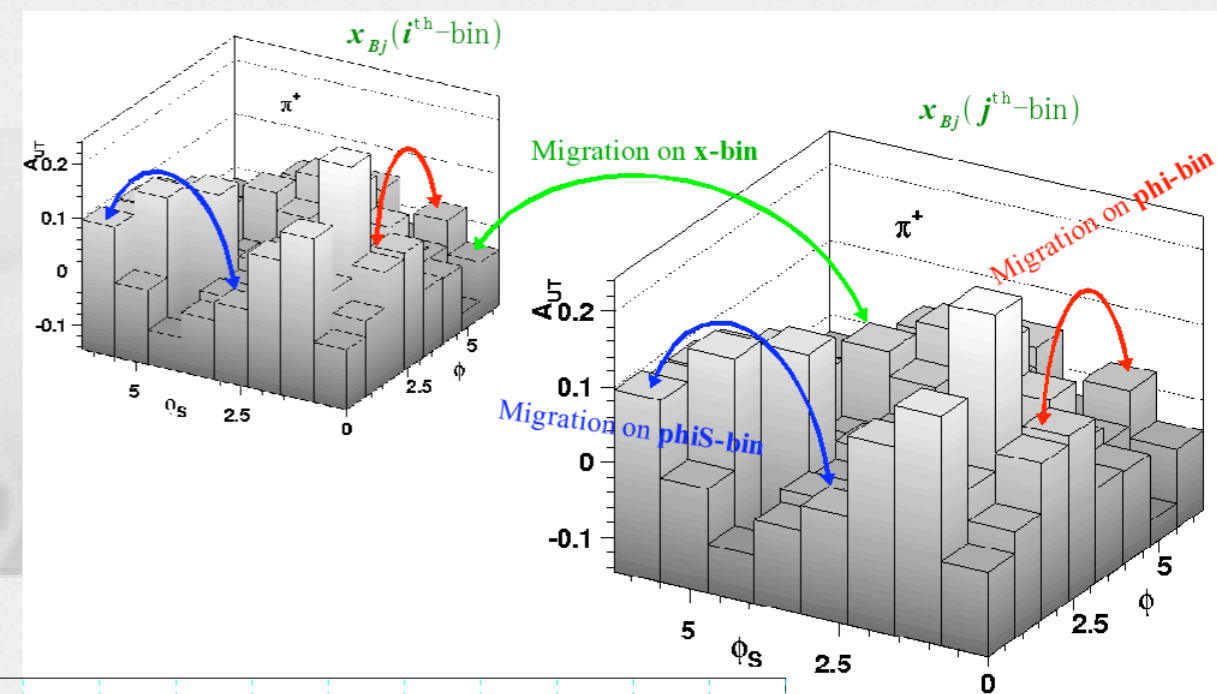 x_Bj(i^th−bin)
π⁺
A_UT
0.2
0.1
0
-0.1
5
2.5
0
ϕ_S
2.5
5
ϕ
Migration on x-bin
x_Bj(j^th−bin)
π⁺
Migration on phi-bin
A_UT
0.2
0.1
0
-0.1
Migration on phiS-bin
5
2.5
0
ϕ_S
2.5
5
ϕ